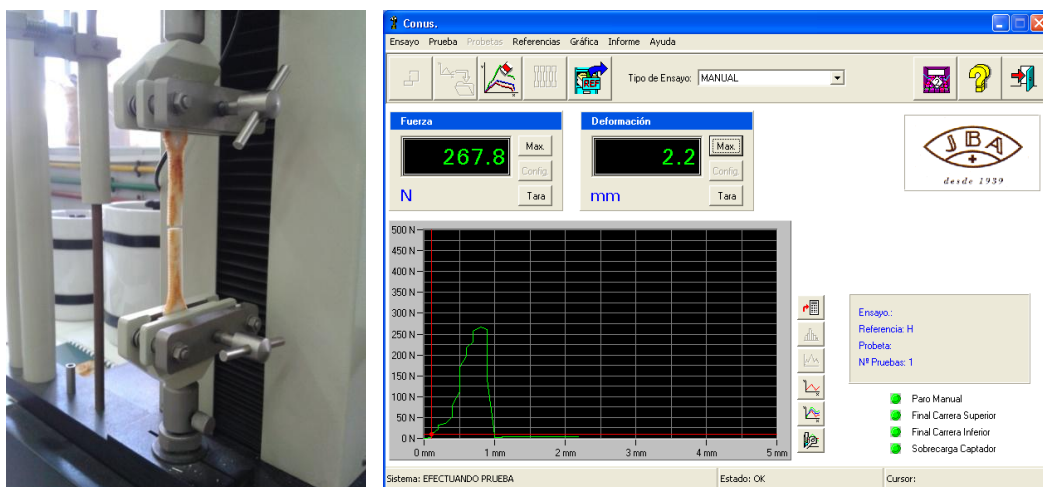 Conus.
Ensayo Prueba Probetas Referencias Gráfica Informe Ayuda
REF
Tipo de Ensayo: MANUAL
Fuerza
267.8
Max.
Config.
Tara
N
Deformación
2.2
Max.
Config.
Tara
mm
JBA
desde 1939
500 N
450 N
400 N
350 N
300 N
250 N
200 N
150 N
100 N
50 N
0 N
0 mm 1 mm 2 mm 3 mm 4 mm 5 mm
Ensayo.:
Referencia: H
Probeta:
Nº Pruebas: 1
Paro Manual
Final Carrera Superior
Final Carrera Inferior
Sobrecarga Captador
Sistema: EFECTUANDO PRUEBA Estado: OK Cursor: